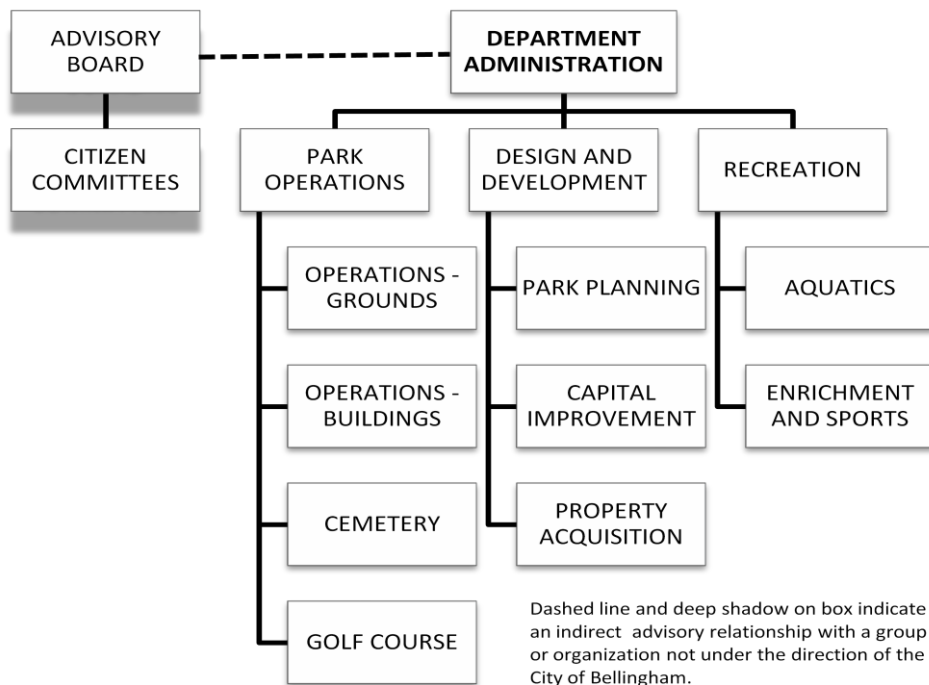 ADVISORY
BOARD
DEPARTMENT
ADMINISTRATION
CITIZEN
COMMITTEES
PARK
OPERATIONS
DESIGN AND
DEVELOPMENT
RECREATION
OPERATIONS -
GROUNDS
PARK PLANNING
AQUATICS
OPERATIONS -
BUILDINGS
CAPITAL
IMPROVEMENT
ENRICHMENT
AND SPORTS
CEMETERY
PROPERTY
ACQUISITION
GOLF COURSE
Dashed line and deep shadow on box indicate
an indirect advisory relationship with a group
or organization not under the direction of the
City of Bellingham.